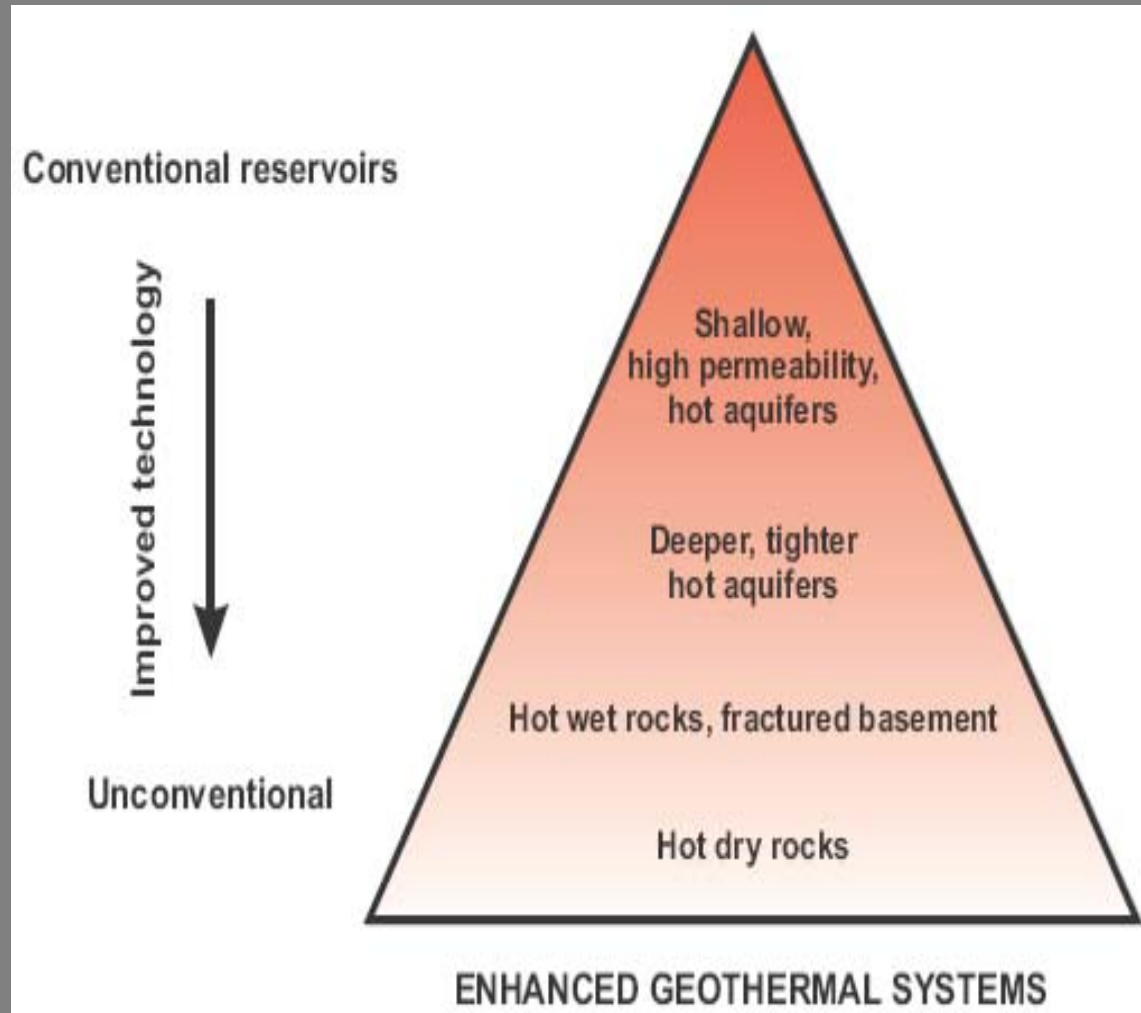 Conventional reservoirs
Improved technology
Unconventional
Shallow,
high permeability,
hot aquifers
Deeper, tighter
hot aquifers
Hot wet rocks, fractured basement
Hot dry rocks
ENHANCED GEOTHERMAL SYSTEMS